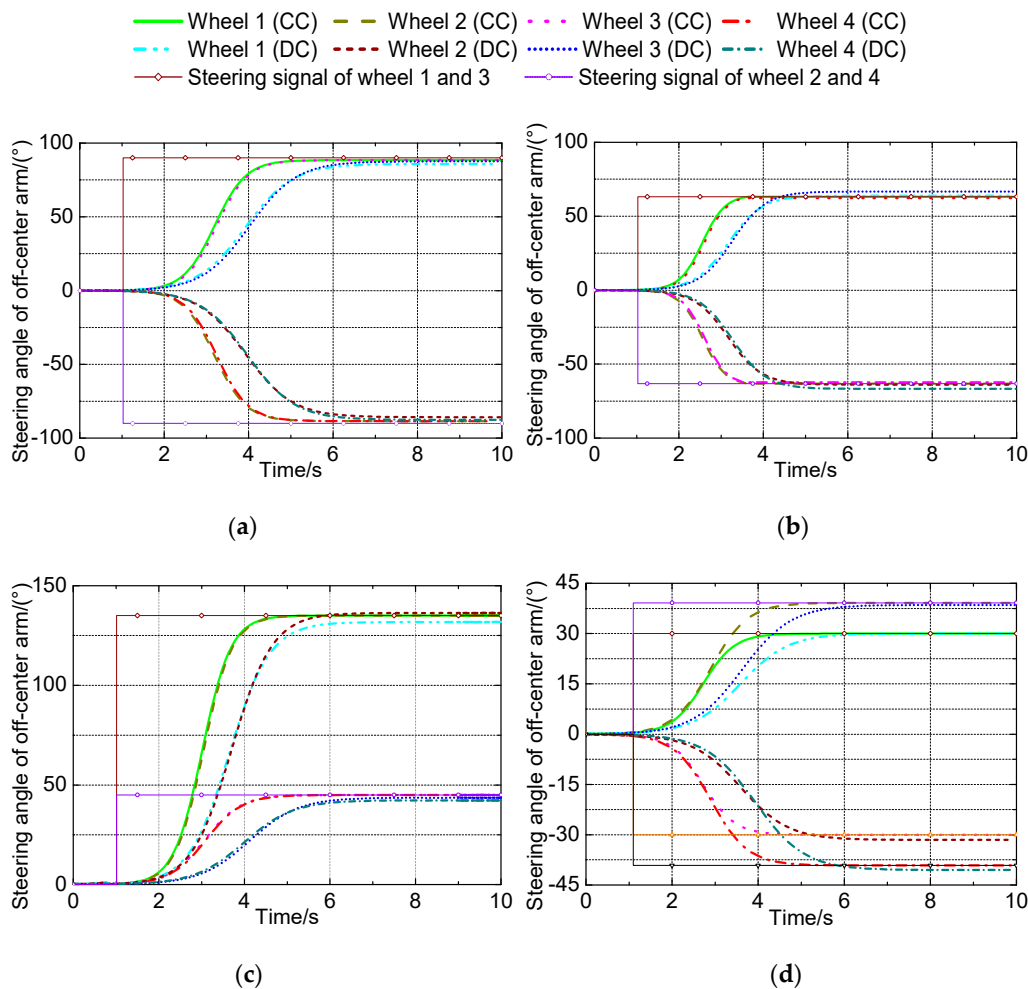 Wheel 1 (CC) Wheel 2 (CC) Wheel 3 (CC) Wheel 4 (CC)
Wheel 1 (DC) Wheel 2 (DC) Wheel 3 (DC) Wheel 4 (DC)
Steering signal of wheel 1 and 3 Steering signal of wheel 2 and 4
Steering angle of off-center arm/(°)
100
50
0
-50
-100
0 2 4 6 8 10
Time/s
(a)
Steering angle of off-center arm/(°)
100
50
0
-50
-100
0 2 4 6 8 10
Time/s
(b)
Steering angle of off-center arm/(°)
150
100
50
0
0 2 4 6 8 10
Time/s
(c)
Steering angle of off-center arm/(°)
45
30
15
0
-15
-30
-45
0 2 4 6 8 10
Time/s
(d)